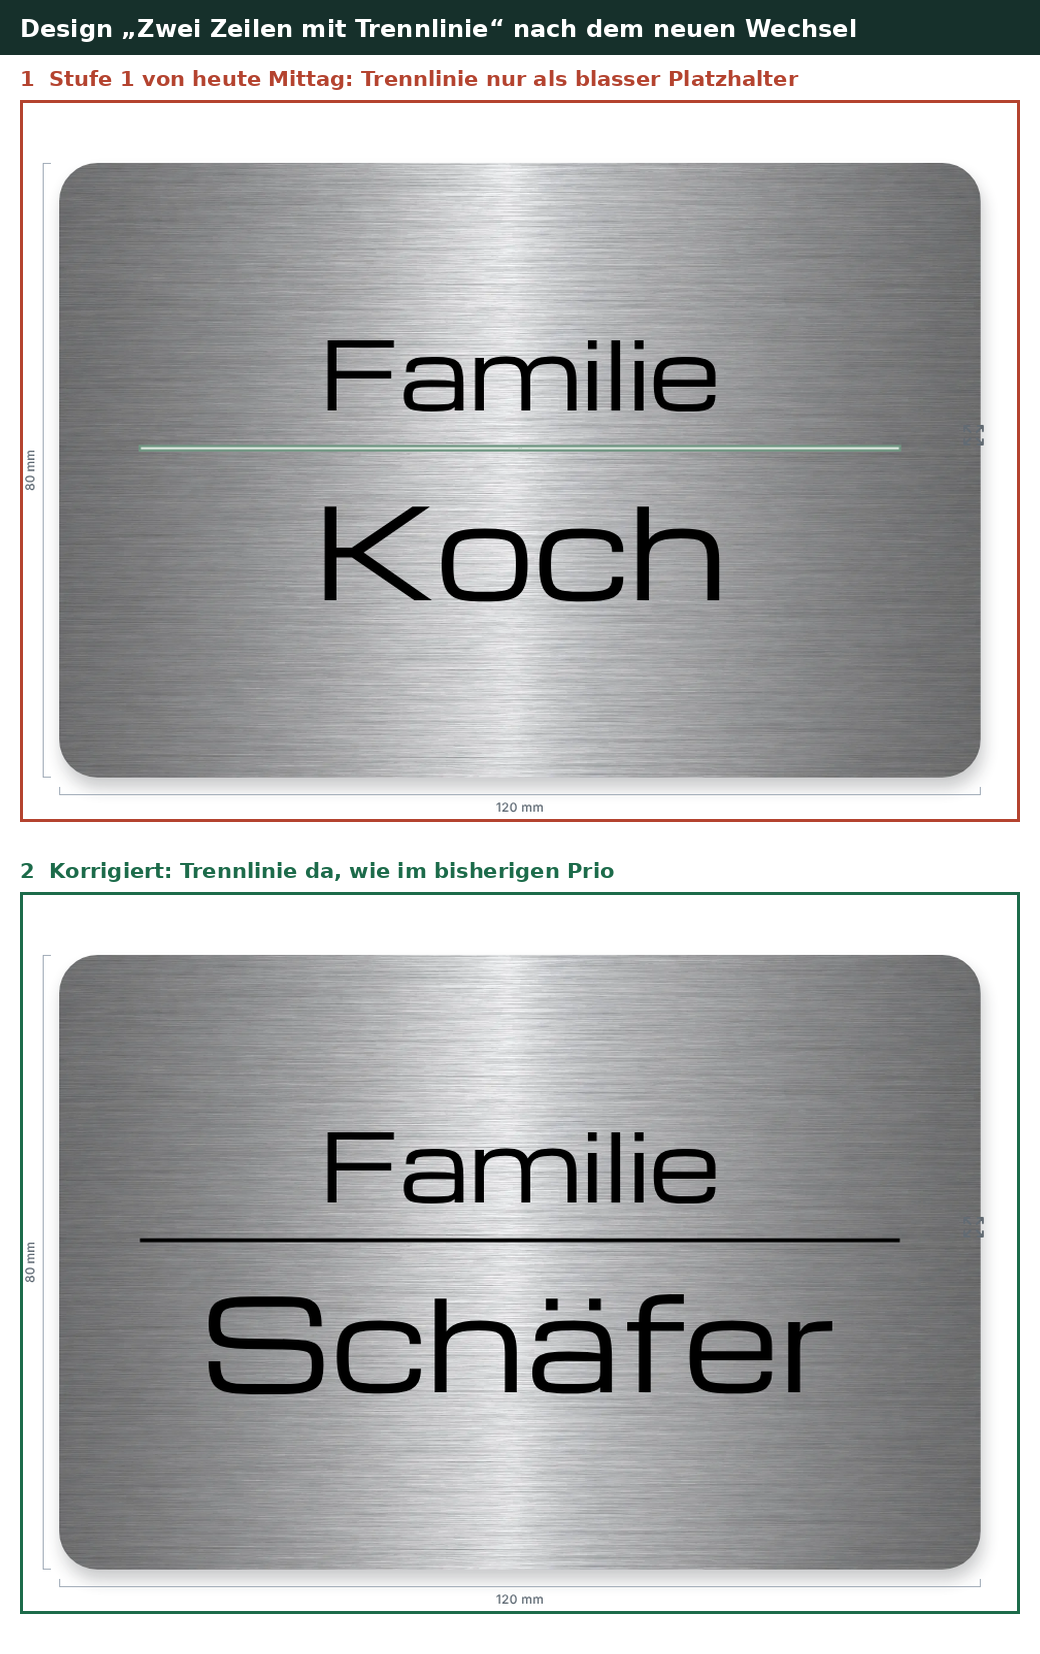 Design „Zwei Zeilen mit Trennlinie“ nach dem neuen Wechsel
1 Stufe 1 von heute Mittag: Trennlinie nur als blasser Platzhalter
Familie
Koch
80 mm
120 mm
2 Korrigiert: Trennlinie da, wie im bisherigen Prio
Familie
Schäfer
80 mm
120 mm